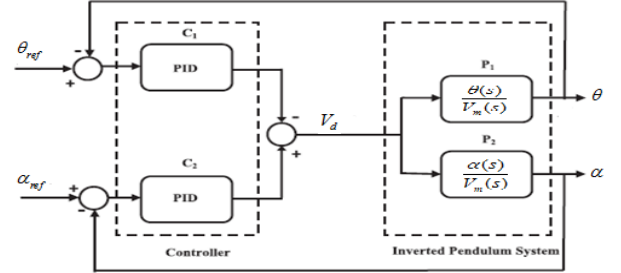 θref
-
+
C1
PID
-
+
Vd
P1
θ(s)
Vm(s)
θ
αref
+
-
C2
PID
P2
α(s)
Vm(s)
α
Controller
Inverted Pendulum System